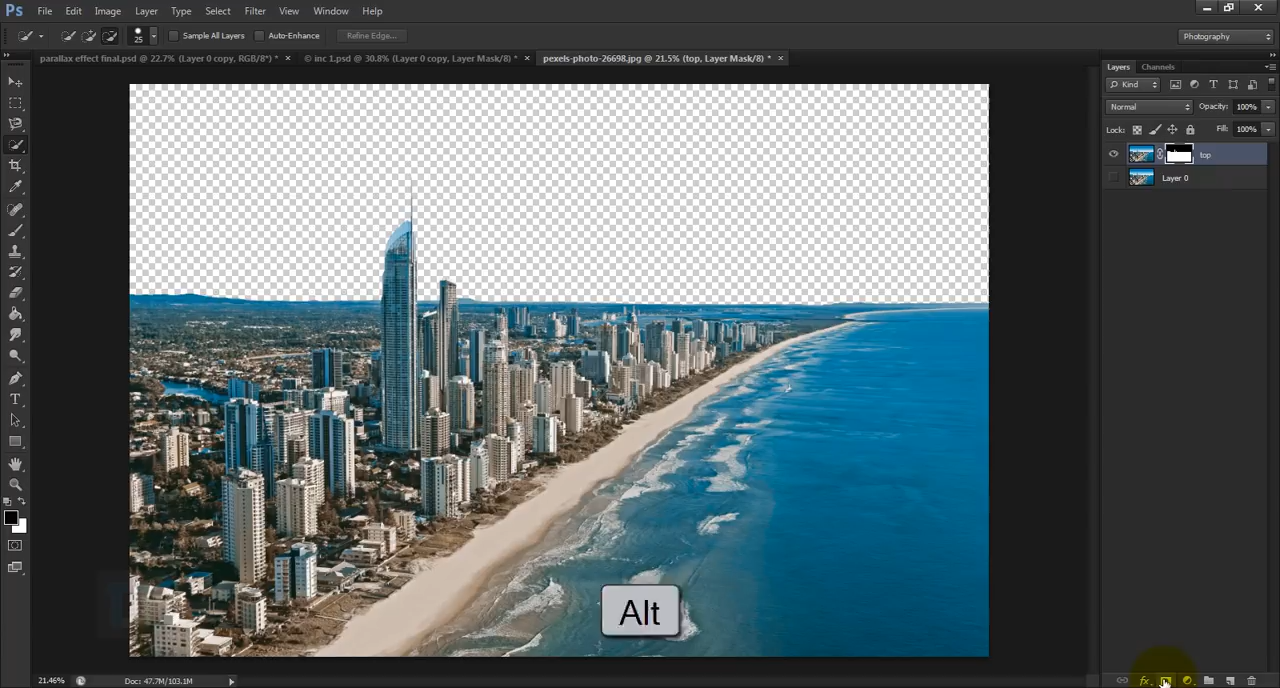 Ps File Edit Image Layer Type Select Filter View Window Help
25 Sample All Layers Auto-Enhance Refine Edge... Photography
parallax effect final.psd @ 22.7% (Layer 0 copy, RGB/8*) * × © inc 1.psd @ 30.8% (Layer 0 copy, Layer Mask/8) * × pexels-photo-26698.jpg @ 21.5% (top, Layer Mask/8) * ×
Layers Channels
Kind
Normal Opacity: 100%
Lock: Fill: 100%
top
Layer 0
Alt
21.46% Doc: 47.7M/103.1M
fx